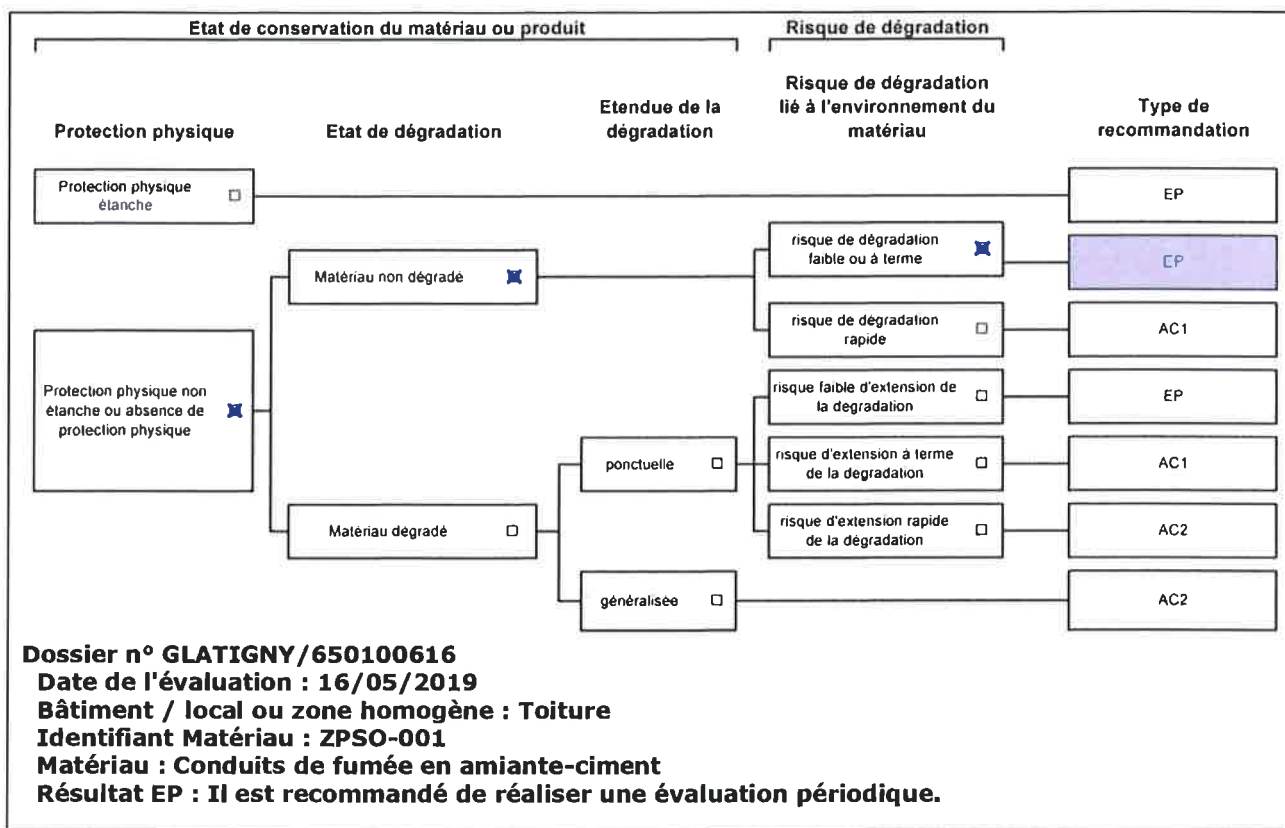 Etat de conservation du matériau ou produit
Risque de dégradation
Protection physique
Etat de dégradation
Etendue de la
dégradation
Risque de dégradation
lié à l'environnement du
matériau
Type de
recommandation
Protection physique
étanche
EP
Matériau non dégradé
risque de dégradation
faible ou à terme
EP
risque de dégradation
rapide
AC1
Protection physique non
étanche ou absence de
protection physique
risque faible d'extension de
la degradation
EP
ponctuelle
risque d'extension à terme
de la degradation
AC1
Matériau dégradé
risque d'extension rapide
de la dégradation
AC2
généralisée
AC2
Dossier n° GLATIGNY/650100616
Date de l'évaluation : 16/05/2019
Bâtiment / local ou zone homogène : Toiture
Identifiant Matériau : ZPSO-001
Matériau : Conduits de fumée en amiante-ciment
Résultat EP : Il est recommandé de réaliser une évaluation périodique.